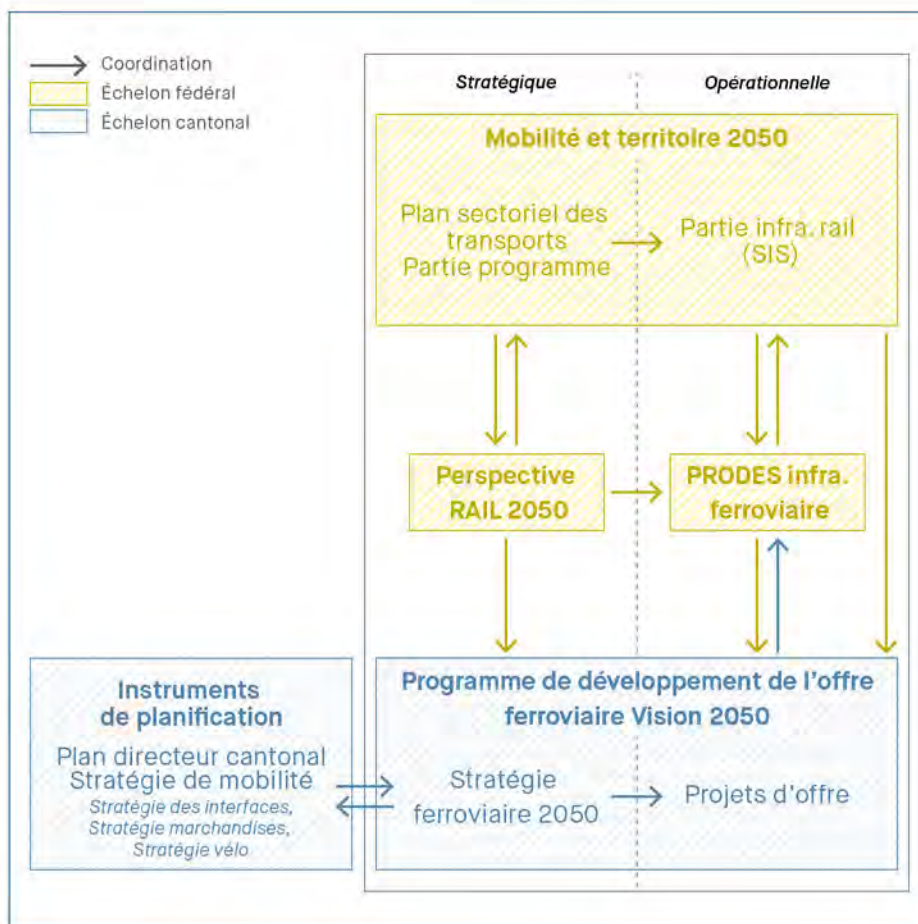 Coordination
Échelon fédéral
Échelon cantonal
Stratégique
Opérationnelle
Mobilité et territoire 2050
Plan sectoriel des
transports
Partie programme
Partie infra. rail
(SIS)
Perspective
RAIL 2050
PRODES infra.
ferroviaire
Instruments
de planification
Plan directeur cantonal
Stratégie de mobilité
Stratégie des interfaces,
Stratégie marchandises,
Stratégie vélo
Programme de développement de l'offre
ferroviaire Vision 2050
Stratégie
ferroviaire 2050
Projets d'offre